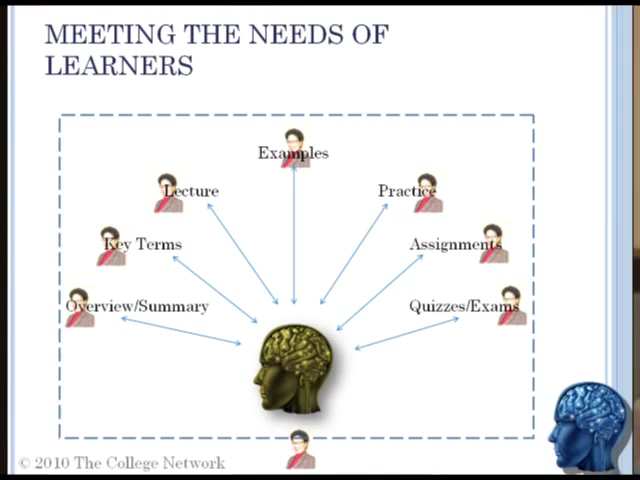 MEETING THE NEEDS OF
LEARNERS
Examples
Lecture
Practice
Key Terms
Assignments
Overview/Summary
Quizzes/Exams
© 2010 The College Network